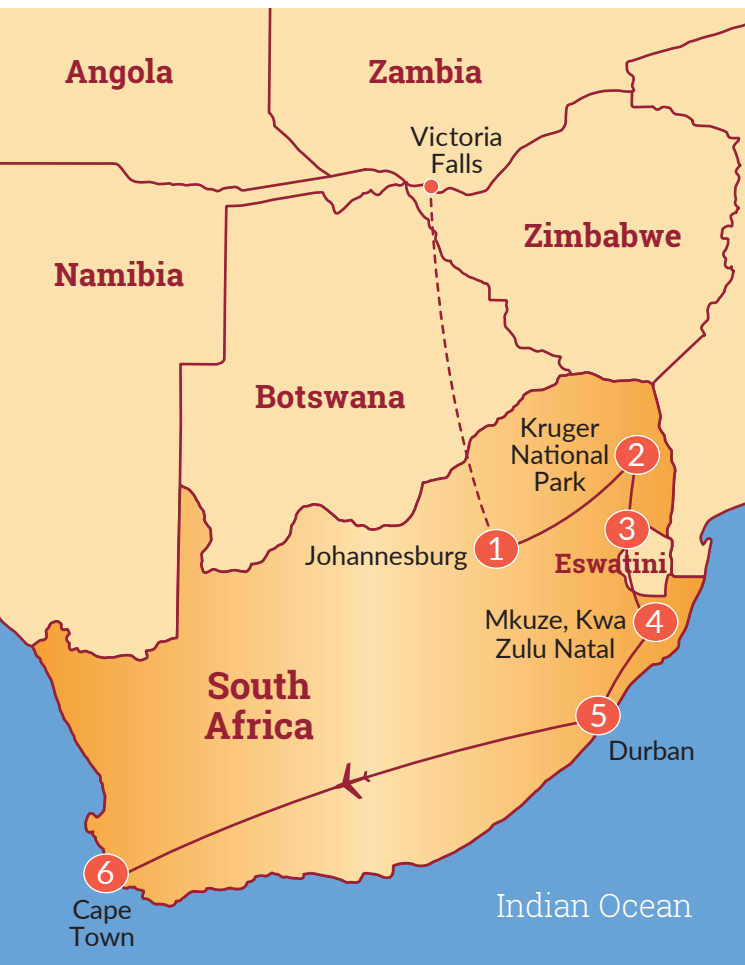 Angola
Zambia
Victoria
Falls
Zimbabwe
Namibia
Botswana
Kruger
National
Park
2
3
Johannesburg
1
Eswatini
Mkuze, Kwa
Zulu Natal
4
South
Africa
5
Durban
6
Cape
Town
Indian Ocean